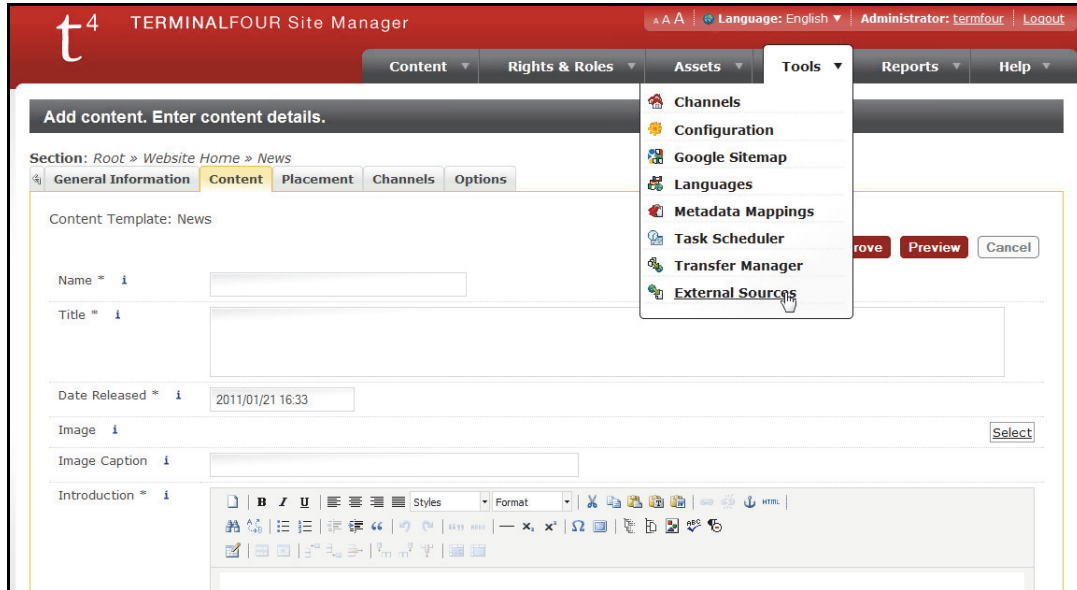 t4 TERMINALFOUR Site Manager
A A A Language: English ▼ Administrator: termfour Logout
Content ▼ Rights & Roles ▼ Assets ▼ Tools ▼ Reports ▼ Help ▼
Channels
Configuration
Google Sitemap
Languages
Metadata Mappings
Task Scheduler
Transfer Manager
External Sources
Add content. Enter content details.
Section: Root » Website Home » News
General Information Content Placement Channels Options
Content Template: News
rove Preview Cancel
Name * i
Title * i
Date Released * i 2011/01/21 16:33
Image i Select
Image Caption i
Introduction * i
B I U Styles Format HTML
x₂ x² Ω ABC